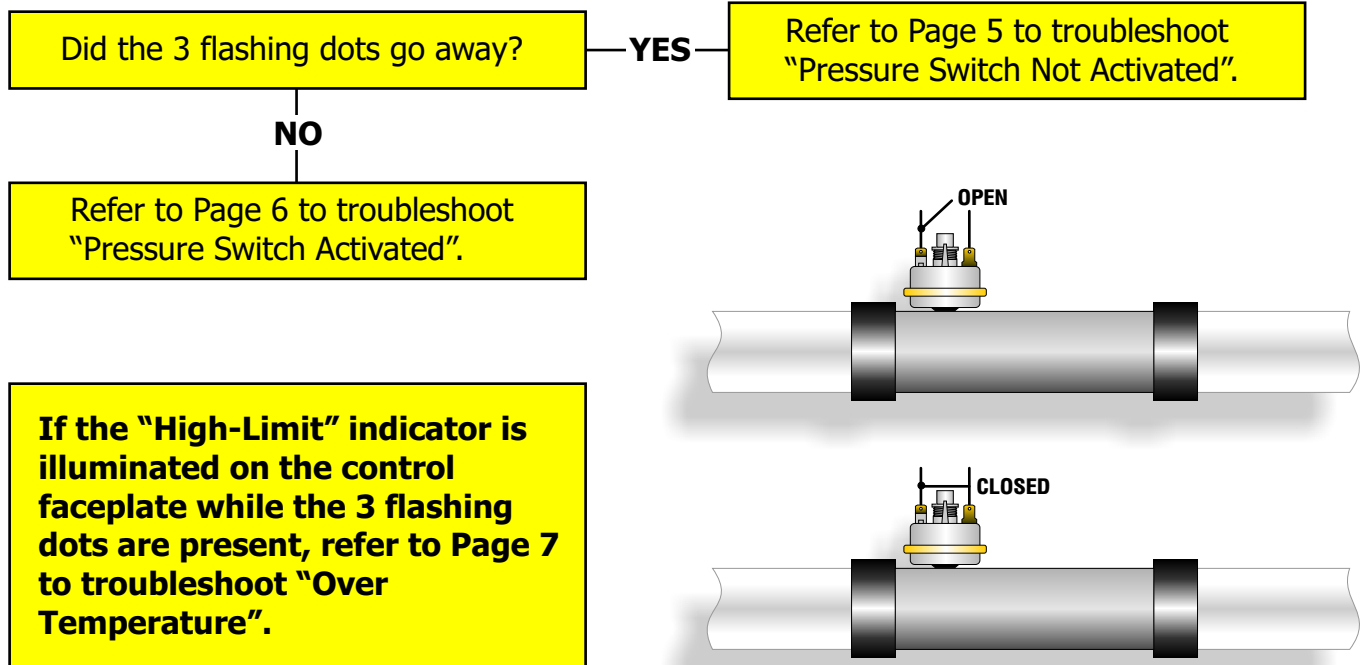 Did the 3 flashing dots go away?
YES
Refer to Page 5 to troubleshoot
“Pressure Switch Not Activated”.
NO
Refer to Page 6 to troubleshoot
“Pressure Switch Activated”.
OPEN
If the “High-Limit” indicator is
illuminated on the control
faceplate while the 3 flashing
dots are present, refer to Page 7
to troubleshoot “Over
Temperature”.
CLOSED